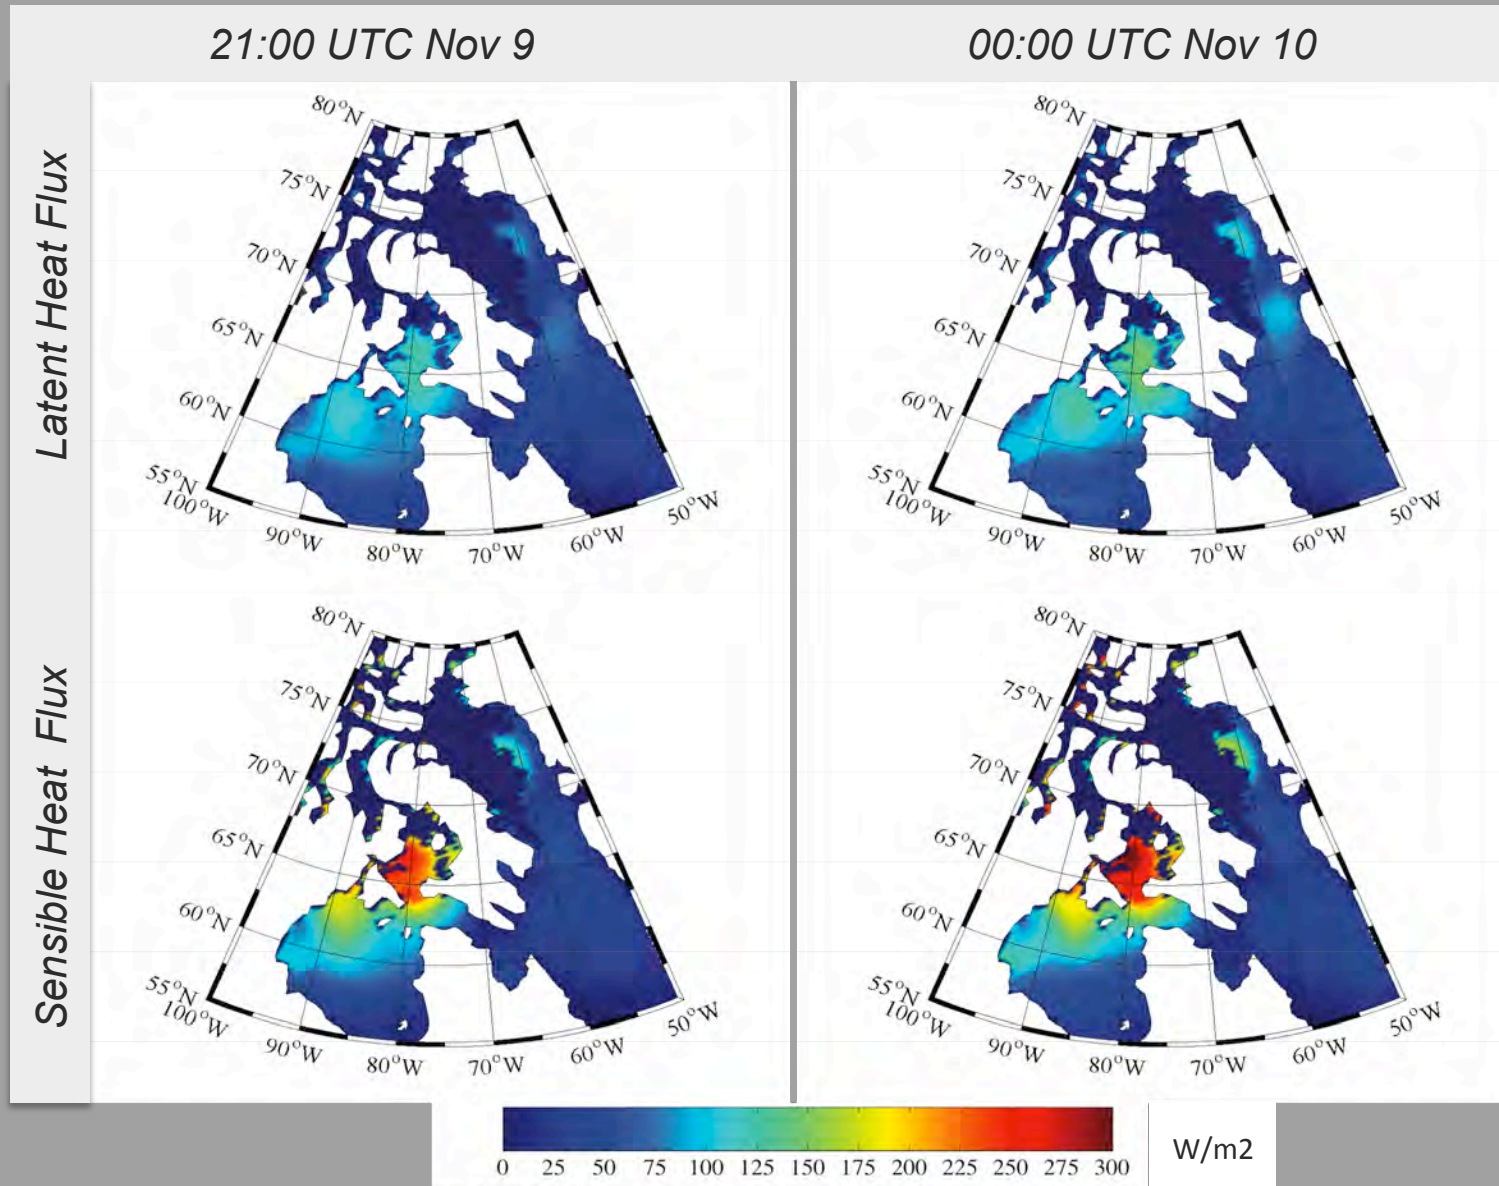 21:00 UTC Nov 9
00:00 UTC Nov 10
Latent Heat Flux
80°N
75°N
70°N
65°N
60°N
55°N
100°W
90°W
80°W
70°W
60°W
50°W
80°N
75°N
70°N
65°N
60°N
55°N
100°W
90°W
80°W
70°W
60°W
50°W
Sensible Heat Flux
80°N
75°N
70°N
65°N
60°N
55°N
100°W
90°W
80°W
70°W
60°W
50°W
80°N
75°N
70°N
65°N
60°N
55°N
100°W
90°W
80°W
70°W
60°W
50°W
0 25 50 75 100 125 150 175 200 225 250 275 300
W/m2